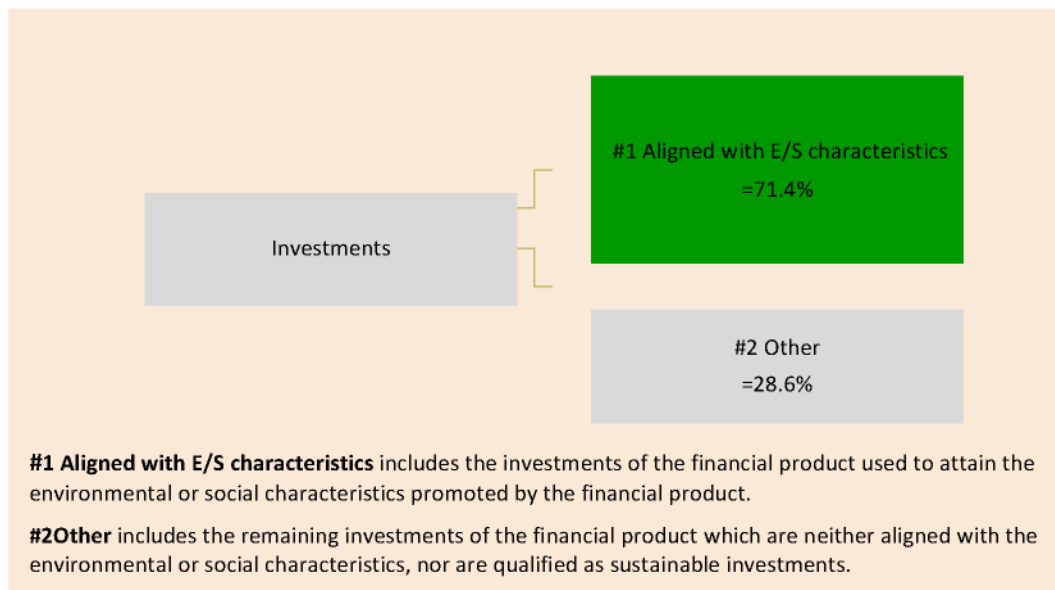 #1 Aligned with E/S characteristics
=71.4%
Investments
#2 Other
=28.6%
#1 Aligned with E/S characteristics includes the investments of the financial product used to attain the
environmental or social characteristics promoted by the financial product.
#2Other includes the remaining investments of the financial product which are neither aligned with the
environmental or social characteristics, nor are qualified as sustainable investments.